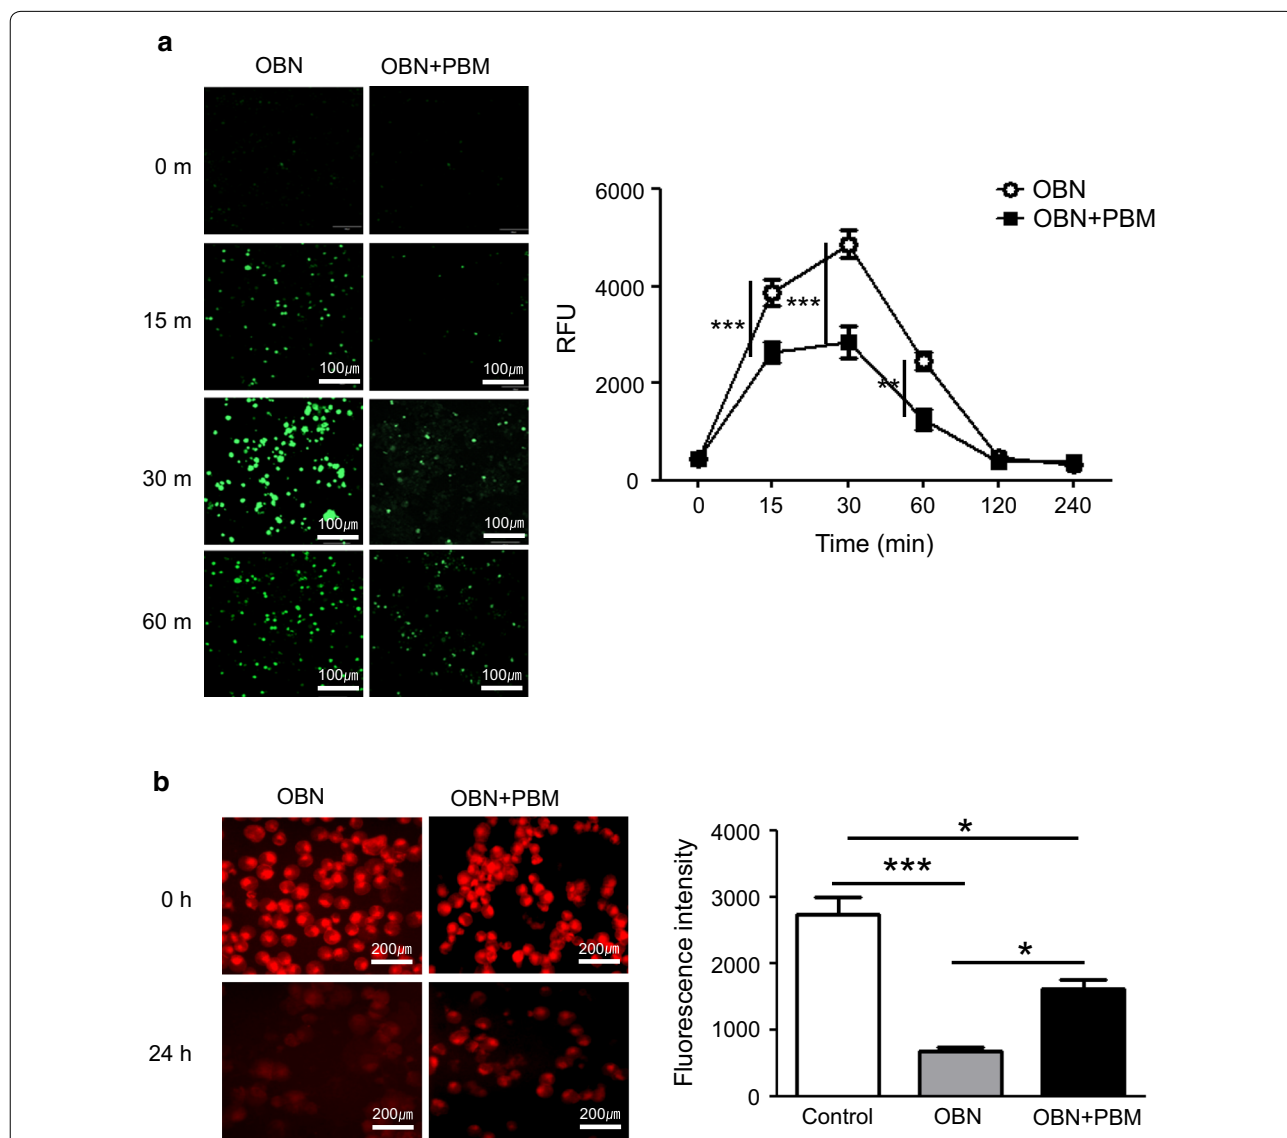 a
OBN
OBN+PBM
0 m
15 m
100㎛
100㎛
30 m
100㎛
100㎛
60 m
100㎛
100㎛
OBN
OBN+PBM
RFU
6000
4000
2000
0
***
***
**
0 15 30 60 120 240
Time (min)
b
OBN
OBN+PBM
0 h
200㎛
200㎛
24 h
200㎛
200㎛
Fluorescence intensity
4000
3000
2000
1000
0
*
***
*
Control OBN OBN+PBM